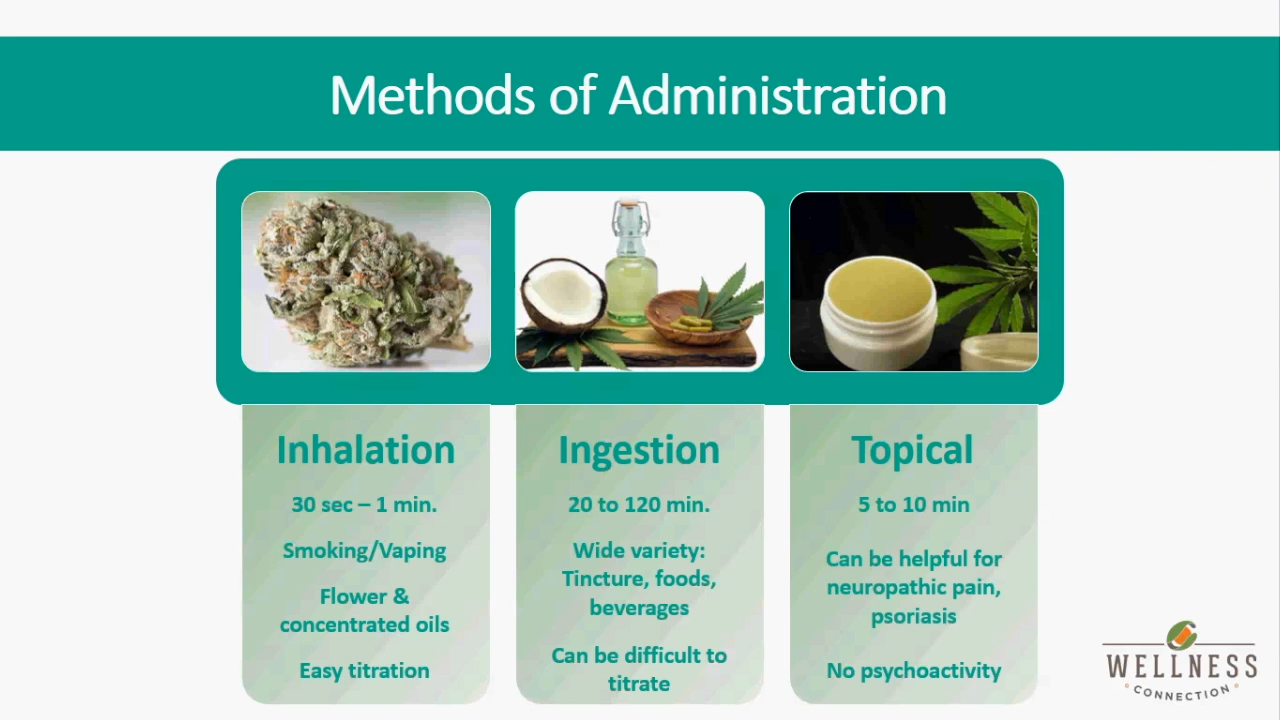 Methods of Administration
Inhalation
30 sec – 1 min.
Smoking/Vaping
Flower &
concentrated oils
Easy titration
Ingestion
20 to 120 min.
Wide variety:
Tincture, foods,
beverages
Can be difficult to
titrate
Topical
5 to 10 min
Can be helpful for
neuropathic pain,
psoriasis
No psychoactivity
WELLNESS
CONNECTION